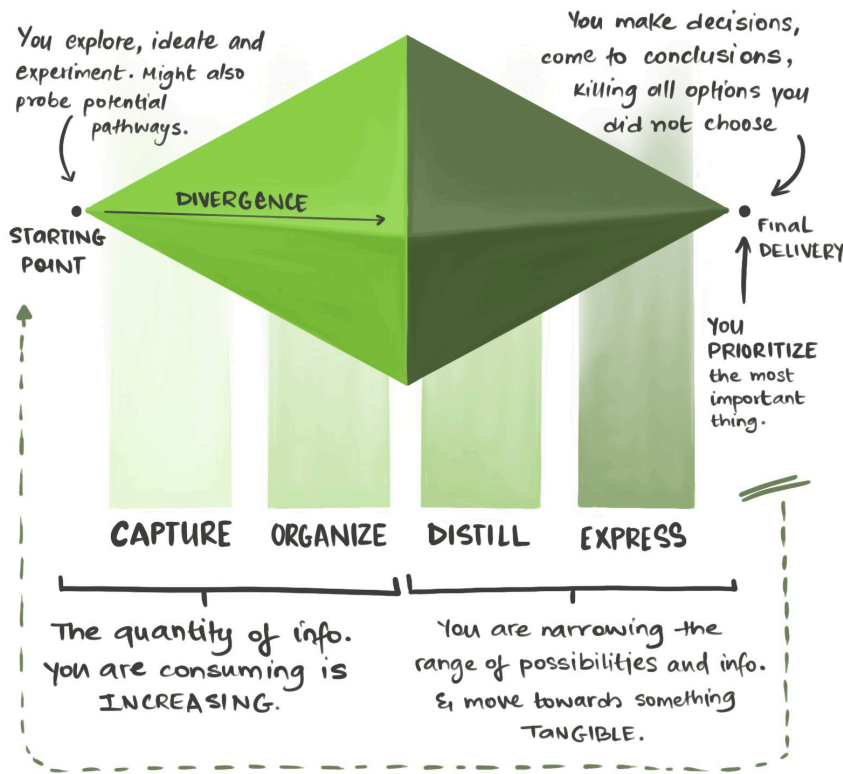 You explore, ideate and
experiment. Might also
probe potential
pathways.
You make decisions,
come to conclusions,
killing all options you
did not choose
DIVERGENCE
STARTING
POINT
Final
DELIVERY
YOU
PRIORITIZE
the most
important
thing.
CAPTURE ORGANIZE DISTILL EXPRESS
The quantity of info.
you are consuming is
INCREASING.
You are narrowing the
range of possibilities and info.
& move towards something
TANGIBLE.